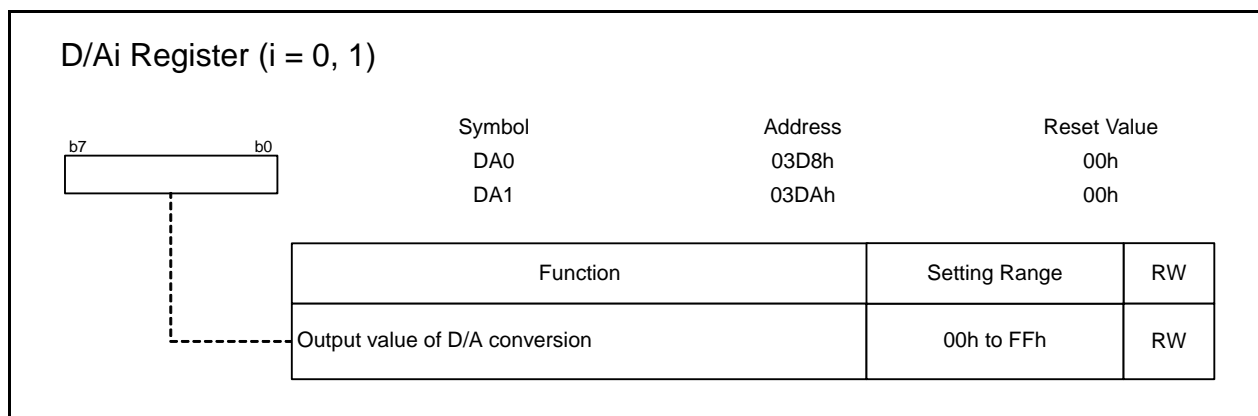 D/Ai Register (i = 0, 1)
Symbol Address Reset Value
b7 b0
DA0 03D8h 00h
DA1 03DAh 00h
Function Setting Range RW
Output value of D/A conversion 00h to FFh RW